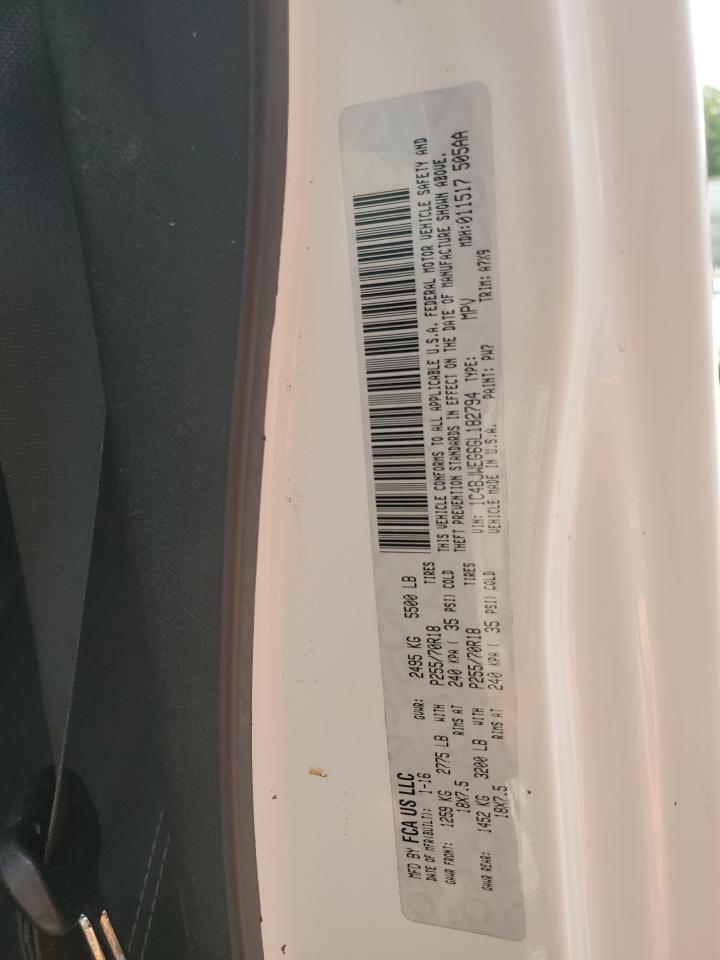 MFD BY FCA US LLC
DATE OF MFR(BUILT): 1-16 GVWR: 2495 KG 5500 LB
GAWR FRONT: 1259 KG 2775 LB WITH P255/70R18 TIRES
18X7.5 RIMS AT 240 KPA ( 35 PSI) COLD
GAWR REAR: 1452 KG 3200 LB WITH P255/70R18 TIRES
18X7.5 RIMS AT 240 KPA ( 35 PSI) COLD
THIS VEHICLE CONFORMS TO ALL APPLICABLE U.S.A. FEDERAL MOTOR VEHICLE SAFETY AND
THEFT PREVENTION STANDARDS IN EFFECT ON THE DATE OF MANUFACTURE SHOWN ABOVE.
VIN: 1C4BJWEG6GL182794 TYPE: MPV MDH:011517 505AA
VEHICLE MADE IN U.S.A. PAINT: PW7 TRIM: A7X9